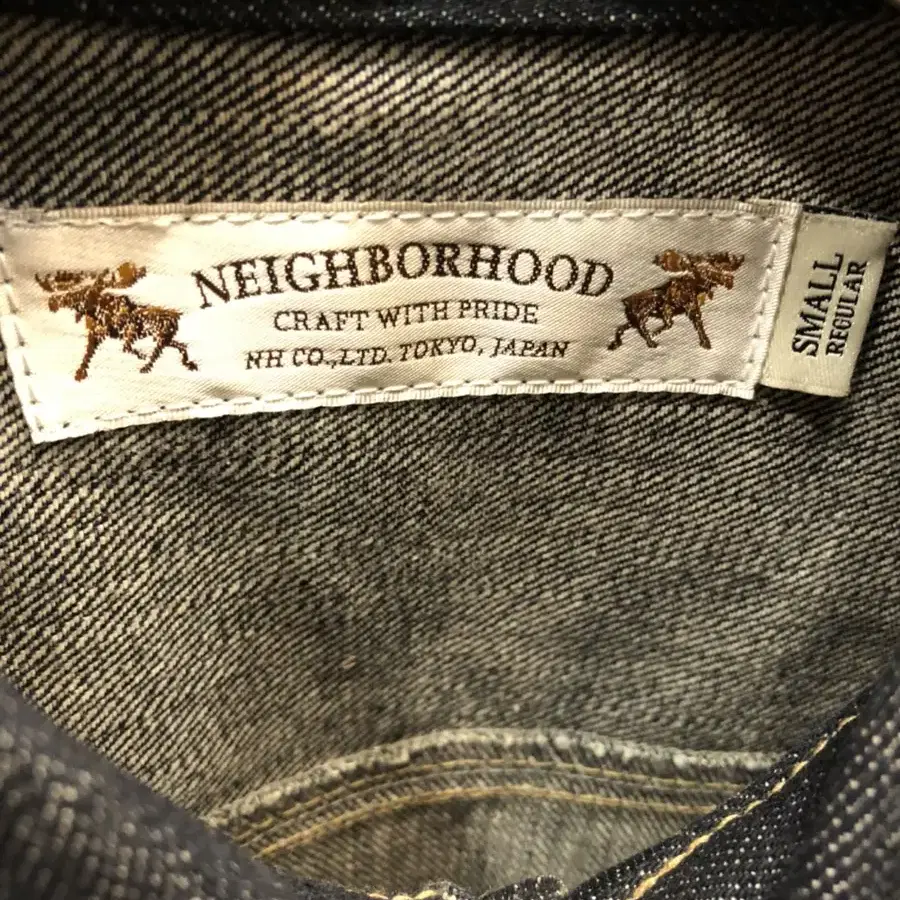 NEIGHBORHOOD
CRAFT WITH PRIDE
NH CO.,LTD. TOKYO, JAPAN
SMALL
REGULAR